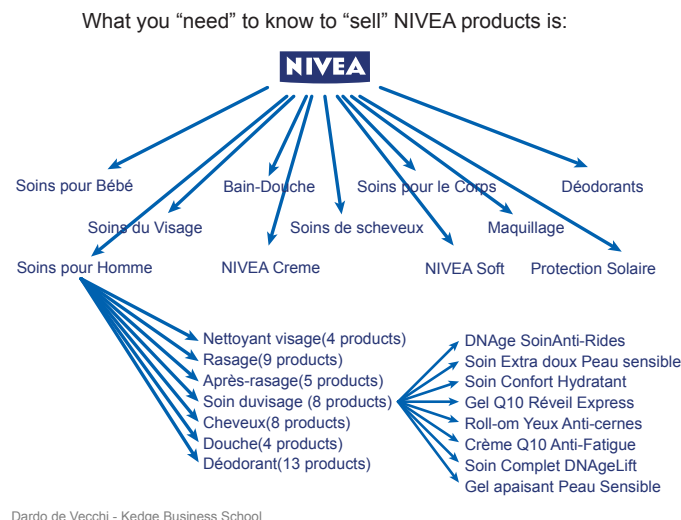 What you “need” to know to “sell” NIVEA products is:
NIVEA
Soins pour Bébé
Bain-Douche
Soins pour le Corps
Déodorants
Soins du Visage
Soins de scheveux
Maquillage
Soins pour Homme
NIVEA Creme
NIVEA Soft
Protection Solaire
Nettoyant visage(4 products)
Rasage(9 products)
Après-rasage(5 products)
Soin duvisage (8 products)
Cheveux(8 products)
Douche(4 products)
Déodorant(13 products)
DNAge SoinAnti-Rides
Soin Extra doux Peau sensible
Soin Confort Hydratant
Gel Q10 Réveil Express
Roll-om Yeux Anti-cernes
Crème Q10 Anti-Fatigue
Soin Complet DNAgeLift
Gel apaisant Peau Sensible
Dardo de Vecchi - Kedge Business School